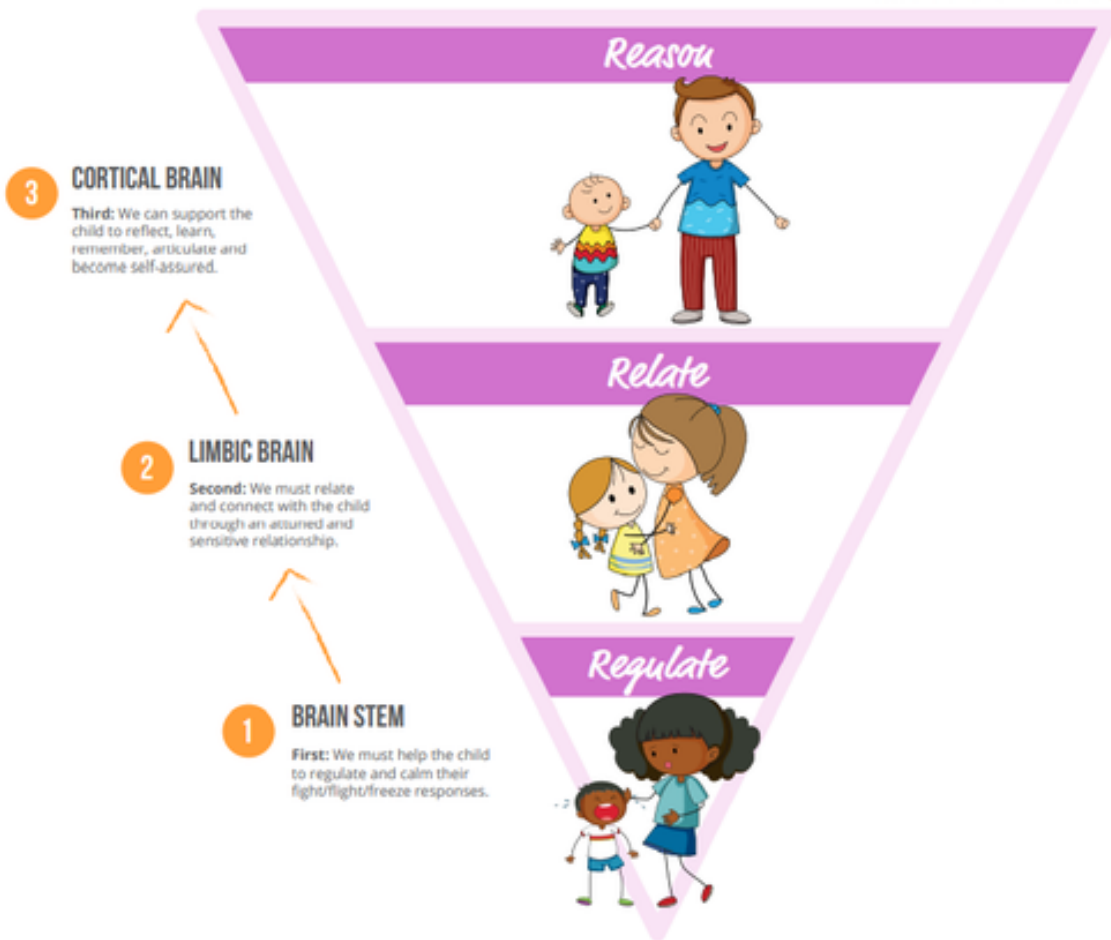 Reason
3
CORTICAL BRAIN
Third: We can support the
child to reflect, learn,
remember, articulate and
become self-assured.
Relate
2
LIMBIC BRAIN
Second: We must relate
and connect with the child
through an attuned and
sensitive relationship.
Regulate
1
BRAIN STEM
First: We must help the child
to regulate and calm their
fight/flight/freeze responses.